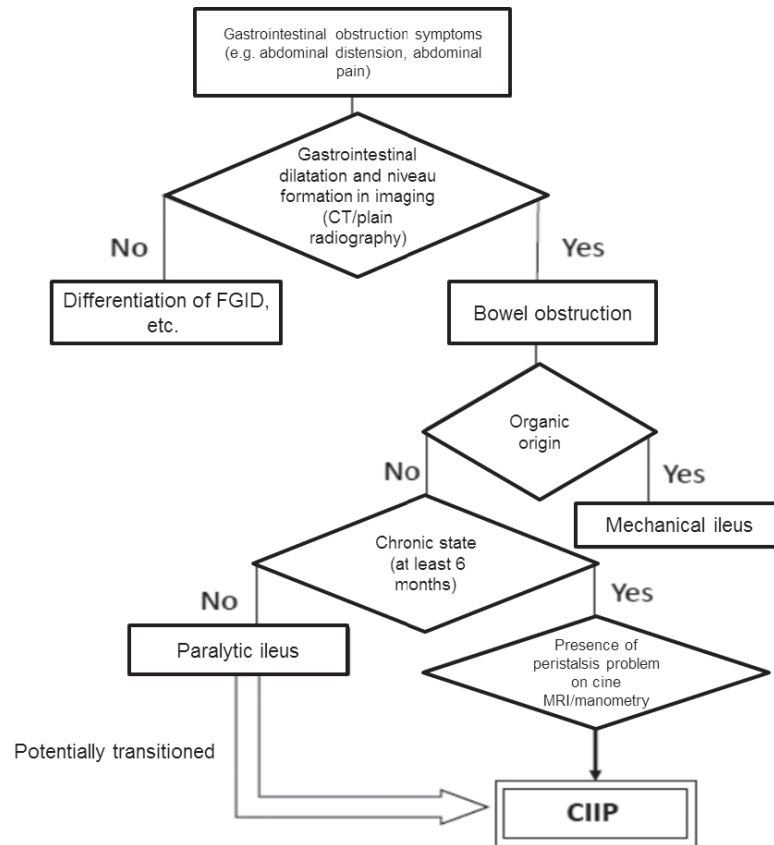 Gastrointestinal obstruction symptoms
(e.g. abdominal distension, abdominal
pain)
Gastrointestinal
dilatation and niveau
formation in imaging
(CT/plain
radiography)
No
Yes
Differentiation of FGID,
etc.
Bowel obstruction
Organic
origin
No
Yes
Mechanical ileus
Chronic state
(at least 6
months)
No
Yes
Paralytic ileus
Presence of
peristalsis problem
on cine
MRI/manometry
Potentially transitioned
CIIP